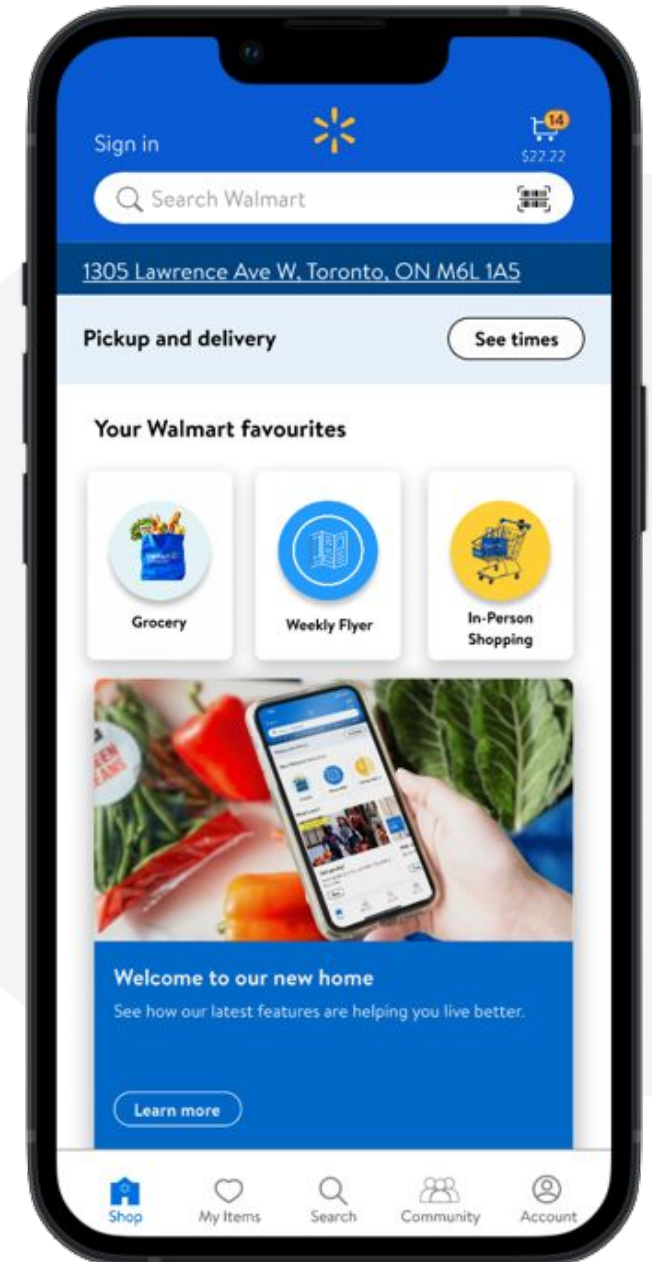 Sign in
14
$22.22
Search Walmart
1305 Lawrence Ave W, Toronto, ON M6L 1A5
Pickup and delivery
See times
Your Walmart favourites
Grocery
Weekly Flyer
In-Person
Shopping
Welcome to our new home
See how our latest features are helping you live better.
Learn more
Shop
My Items
Search
Community
Account